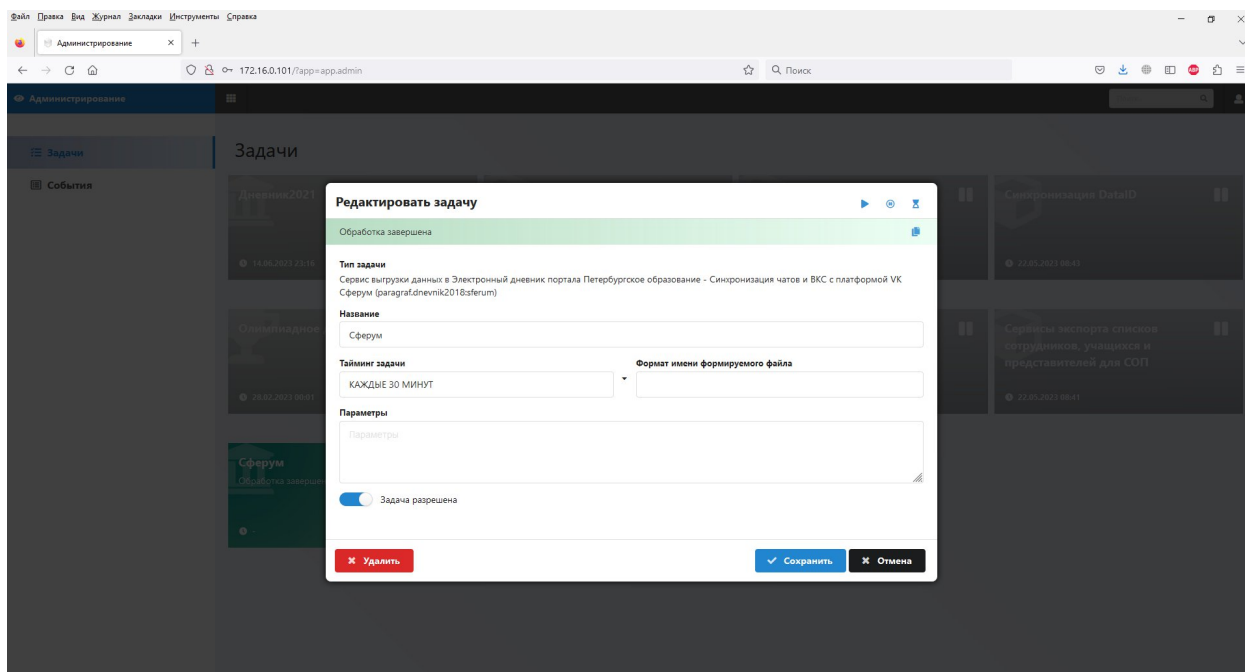 Файл Правка Вид Журнал Закладки Инструменты Справка
Администрирование
172.16.0.101/?app=app.admin
Поиск
Администрирование
Задачи
События
Задачи
Дневник2021
14.06.2023 23:16
Синхронизация DataID
22.05.2023 08:43
Олимпиадное
28.02.2023 00:01
Сервисы экспорта списков
сотрудников, учащихся и
представителей для СОП
22.05.2023 08:41
Сферум
Обработка завершен
Редактировать задачу
Обработка завершена
Тип задачи
Сервис выгрузки данных в Электронный дневник портала Петербургское образование - Синхронизация чатов и ВКС с платформой VK
Сферум (paragraf.dnevnik2018:sferum)
Название
Сферум
Тайминг задачи
Формат имени формируемого файла
КАЖДЫЕ 30 МИНУТ
Параметры
Параметры
Задача разрешена
Удалить
Сохранить
Отмена